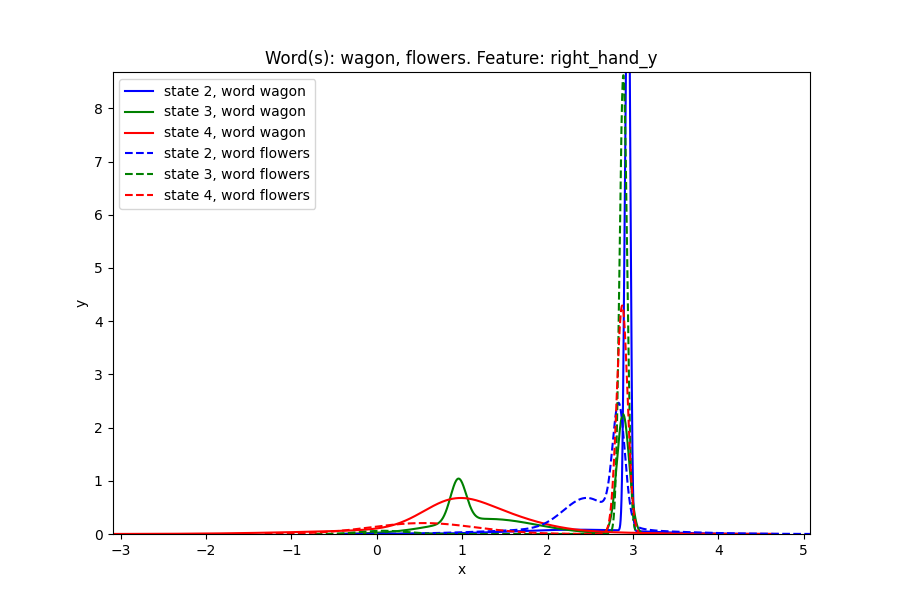 Word(s): wagon, flowers. Feature: right_hand_y
state 2, word wagon
state 3, word wagon
state 4, word wagon
state 2, word flowers
state 3, word flowers
state 4, word flowers
8
7
6
5
4
3
2
1
0
y
−3 −2 −1 0 1 2 3 4 5
x